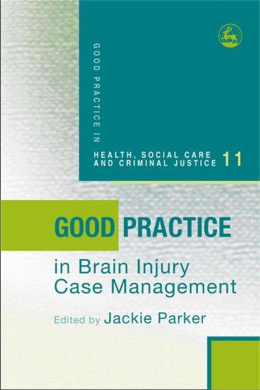 GOOD PRACTICE IN
HEALTH, SOCIAL CARE
AND CRIMINAL JUSTICE 11
GOOD PRACTICE
in Brain Injury
Case Management
Edited by Jackie Parker